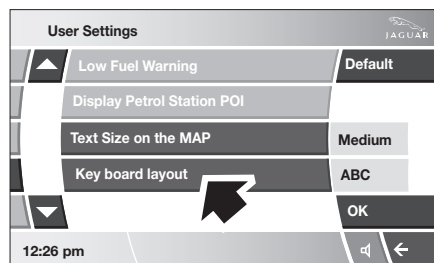 User Settings
JAGUAR
Low Fuel Warning
Default
Display Petrol Station POI
Text Size on the MAP
Medium
Key board layout
ABC
OK
12:26 pm